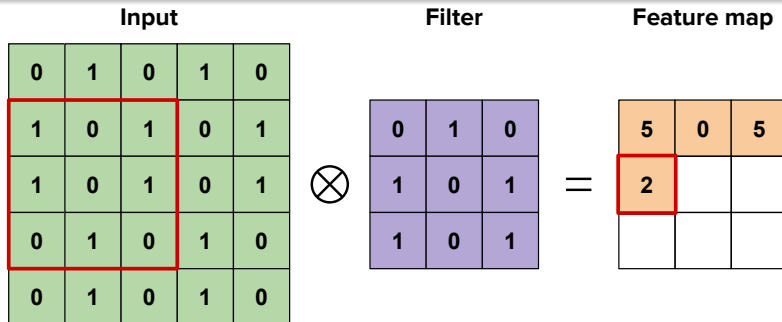 Input Filter Feature map
0 1 0 1 0
1 0 1 0 1 0 1 0 5 0 5
1 0 1 0 1 ⊗ 1 0 1 = 2
0 1 0 1 0 1 0 1
0 1 0 1 0